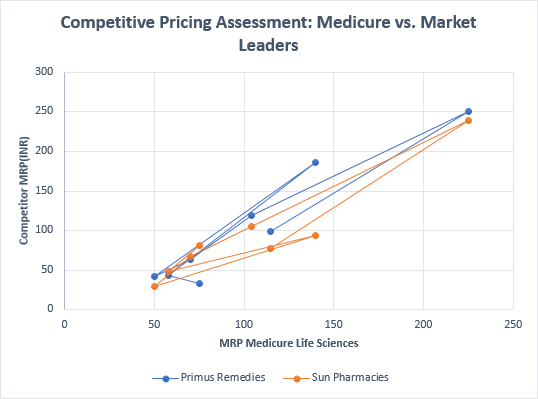 Competitive Pricing Assessment: Medicure vs. Market
Leaders
300
250
200
150
100
50
0
Competitor MRP(INR)
0 50 100 150 200 250
MRP Medicure Life Sciences
Primus Remedies Sun Pharmacies